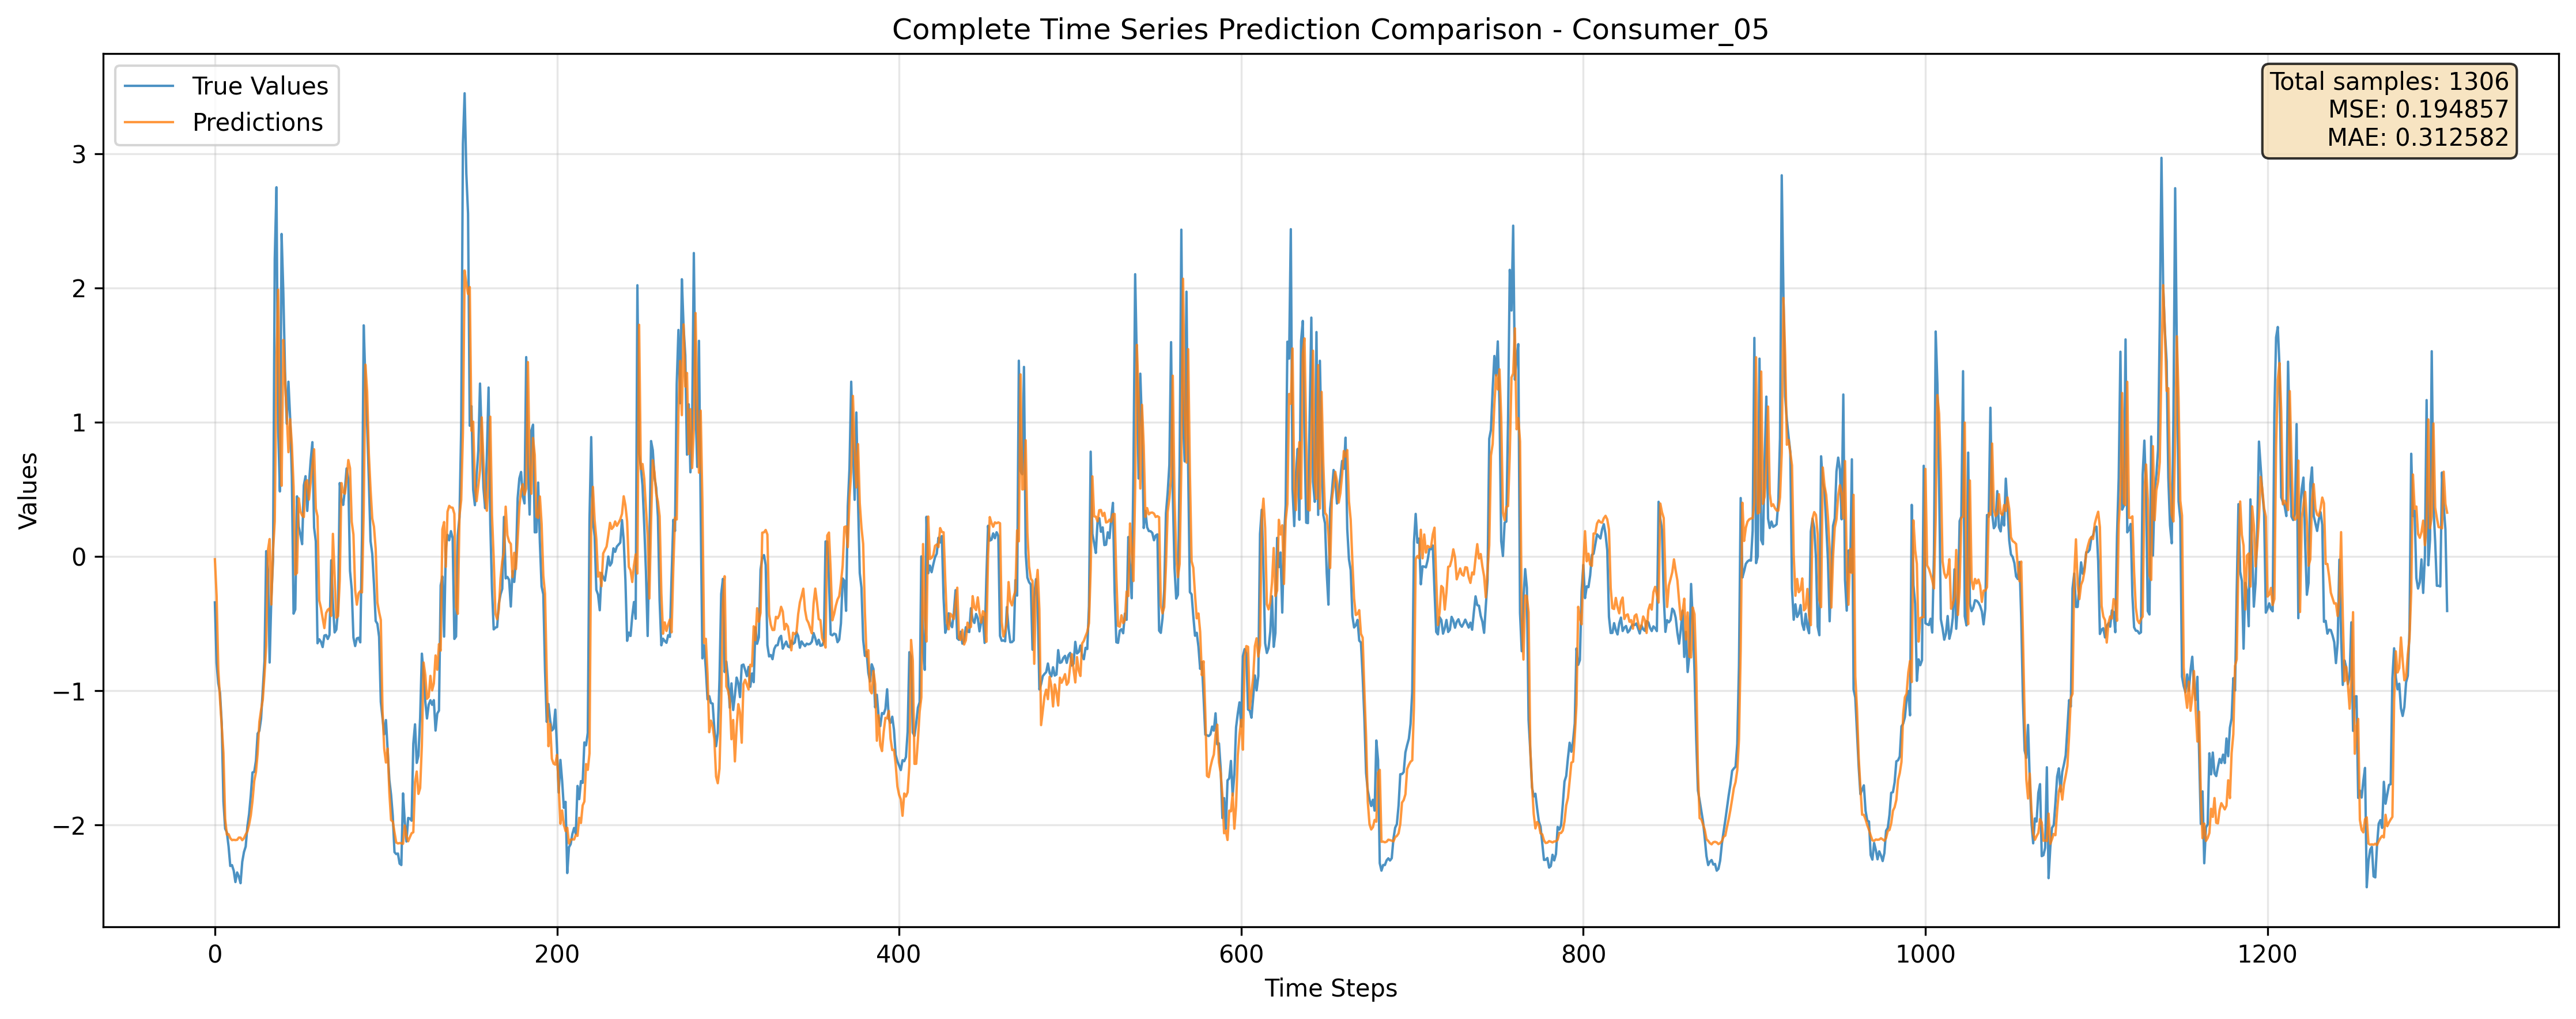 Complete Time Series Prediction Comparison - Consumer_05
True Values
Predictions
Total samples: 1306
MSE: 0.194857
MAE: 0.312582
Values
3
2
1
0
−1
−2
0
200
400
600
800
1000
1200
Time Steps